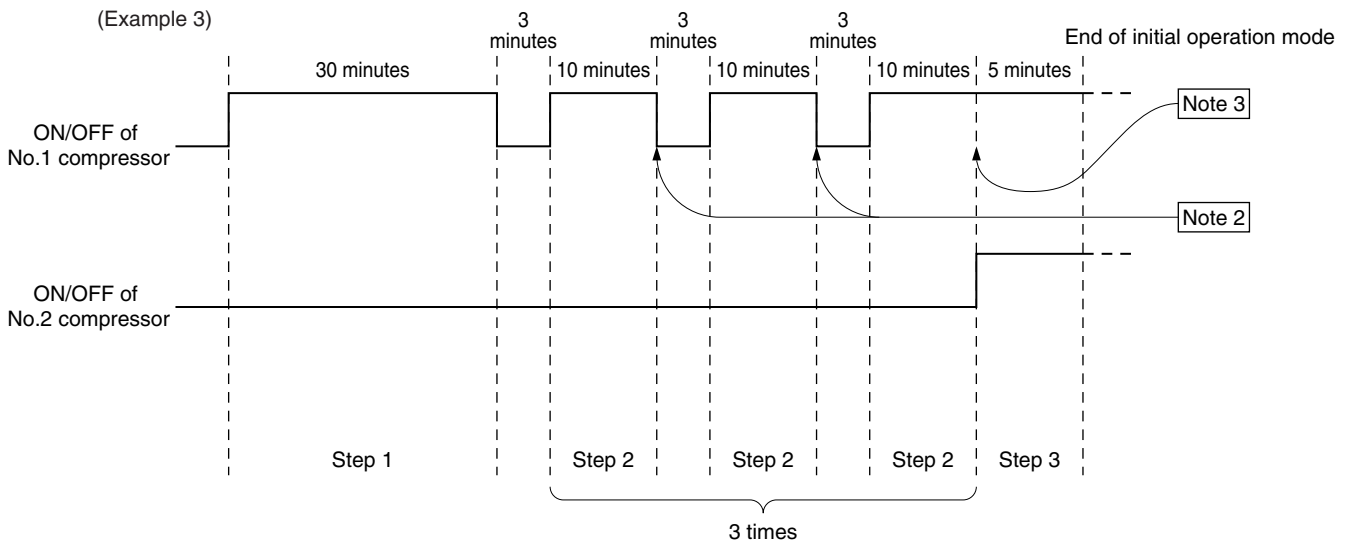 (Example 3)
3
minutes
3
minutes
3
minutes
End of initial operation mode
30 minutes
10 minutes
10 minutes
10 minutes
5 minutes
Note 3
ON/OFF of
No.1 compressor
Note 2
ON/OFF of
No.2 compressor
Step 1
Step 2
Step 2
Step 2
Step 3
3 times